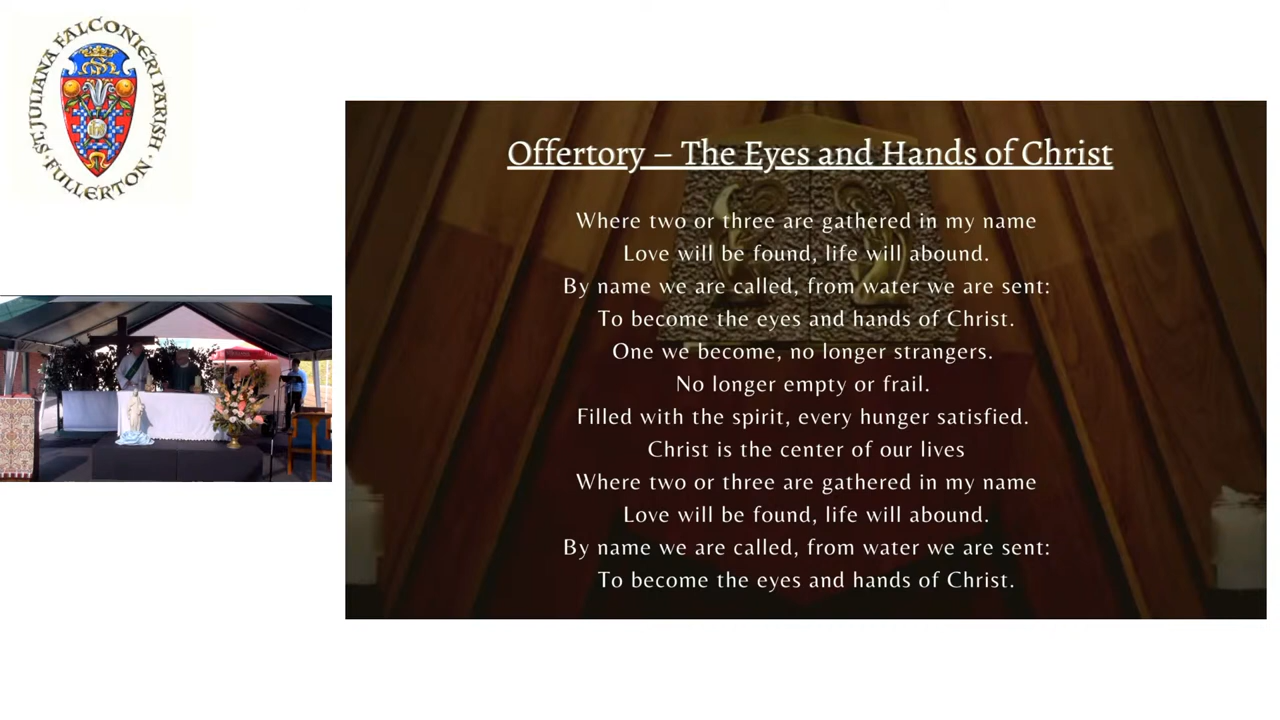 ST. JULIANA FALCONIERI PARISH
· FULLERTON ·
Offertory – The Eyes and Hands of Christ
Where two or three are gathered in my name
Love will be found, life will abound.
By name we are called, from water we are sent:
To become the eyes and hands of Christ.
One we become, no longer strangers.
No longer empty or frail.
Filled with the spirit, every hunger satisfied.
Christ is the center of our lives
Where two or three are gathered in my name
Love will be found, life will abound.
By name we are called, from water we are sent:
To become the eyes and hands of Christ.